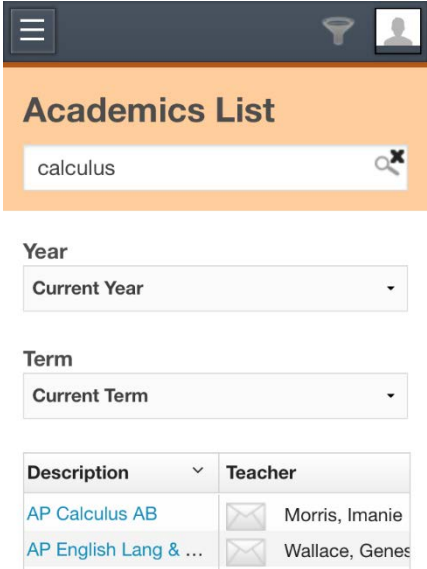 Academics List
calculus
Year
Current Year
Term
Current Term
Description Teacher
AP Calculus AB Morris, Imanie
AP English Lang & ... Wallace, Genes